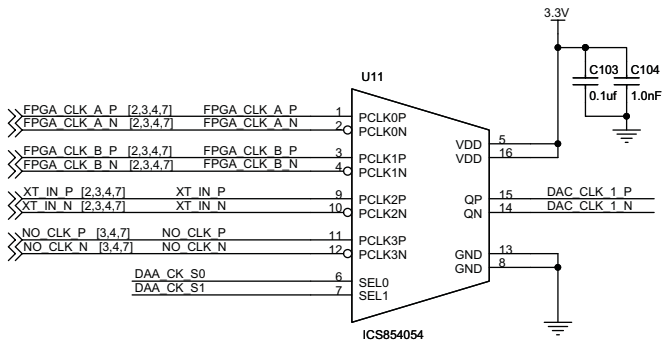 3.3V
U11
C103
C104
0.1uf
1.0nF
FPGA_CLK_A_P [2,3,4,7] FPGA_CLK_A_P 1 PCLK0P
FPGA_CLK_A_N [2,3,4,7] FPGA_CLK_A_N 2 PCLK0N
FPGA_CLK_B_P [2,3,4,7] FPGA_CLK_B_P 3 PCLK1P
FPGA_CLK_B_N [2,3,4,7] FPGA_CLK_B_N 4 PCLK1N
XT_IN_P [2,3,4,7] XT_IN_P 9 PCLK2P
XT_IN_N [2,3,4,7] XT_IN_N 10 PCLK2N
NO_CLK_P [3,4,7] NO_CLK_P 11 PCLK3P
NO_CLK_N [3,4,7] NO_CLK_N 12 PCLK3N
DAA_CK_S0 6 SEL0
DAA_CK_S1 7 SEL1
VDD 5
VDD 16
QP 15 DAC_CLK_1_P
QN 14 DAC_CLK_1_N
GND 13
GND 8
ICS854054